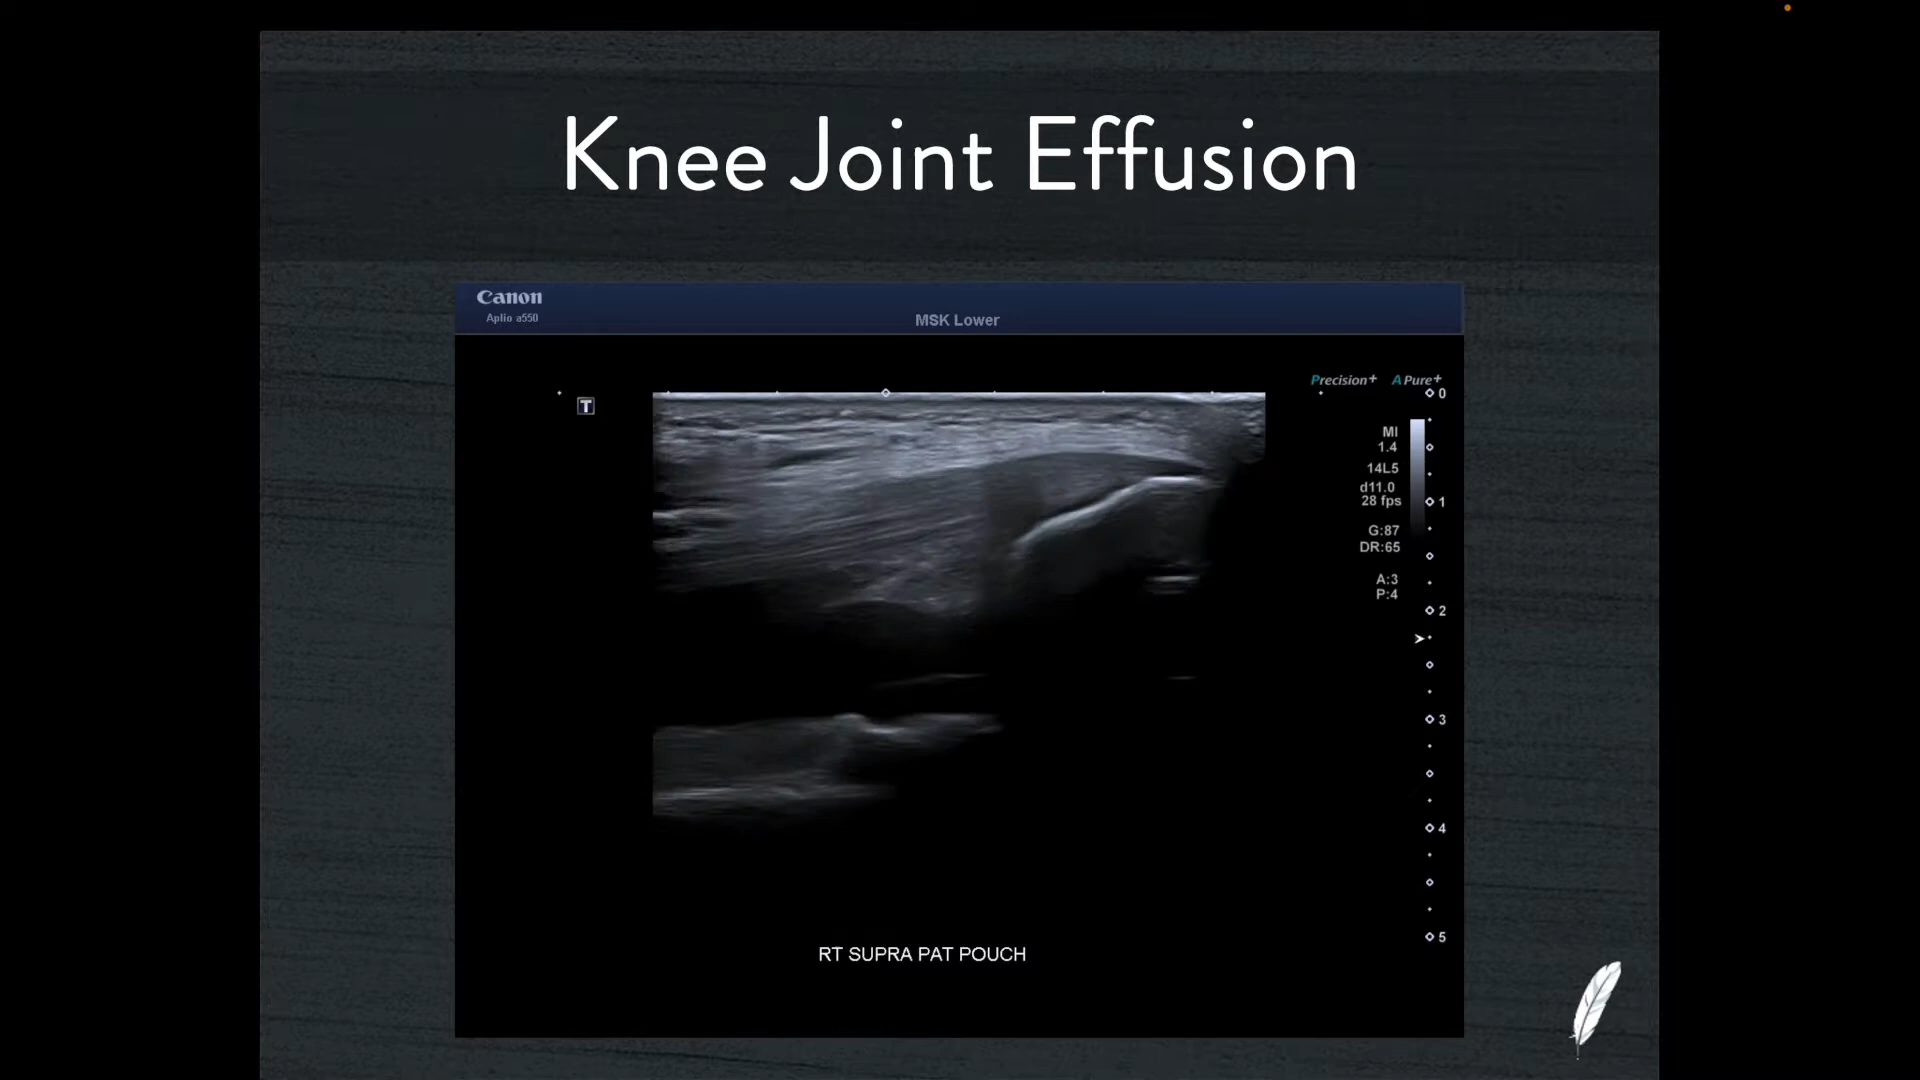 Knee Joint Effusion
Canon
Aplio a550
MSK Lower
Precision+ APure+
T
0
MI
1.4
14L5
d11.0
28 fps
1
G:87
DR:65
A:3
P:4
2
3
4
5
RT SUPRA PAT POUCH